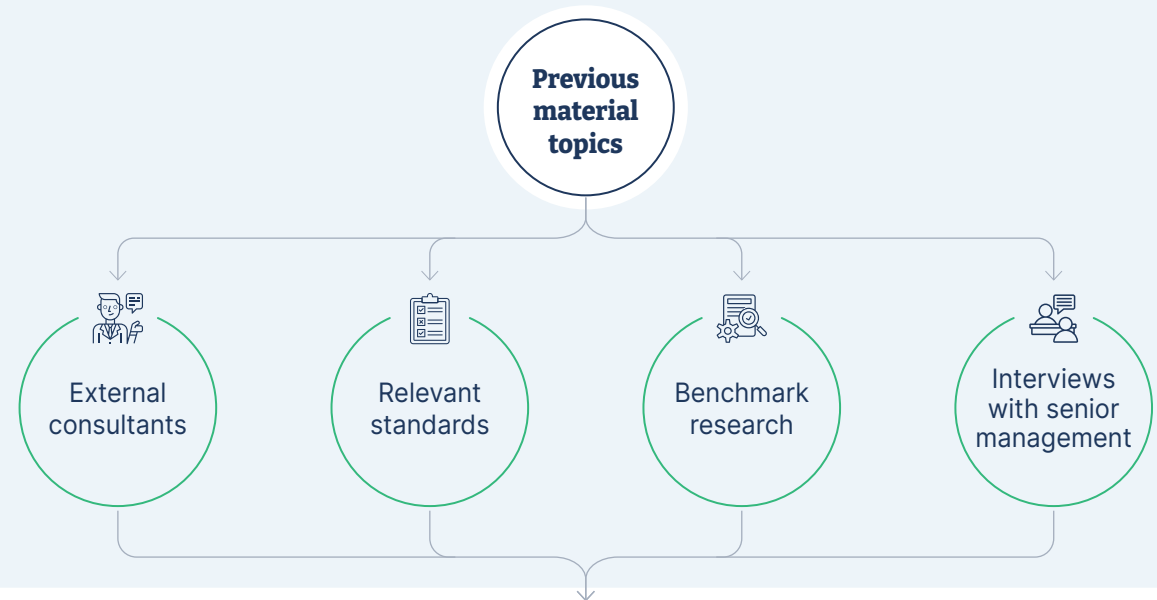 Previous
material
topics
External
consultants
Relevant
standards
Benchmark
research
Interviews
with senior
management